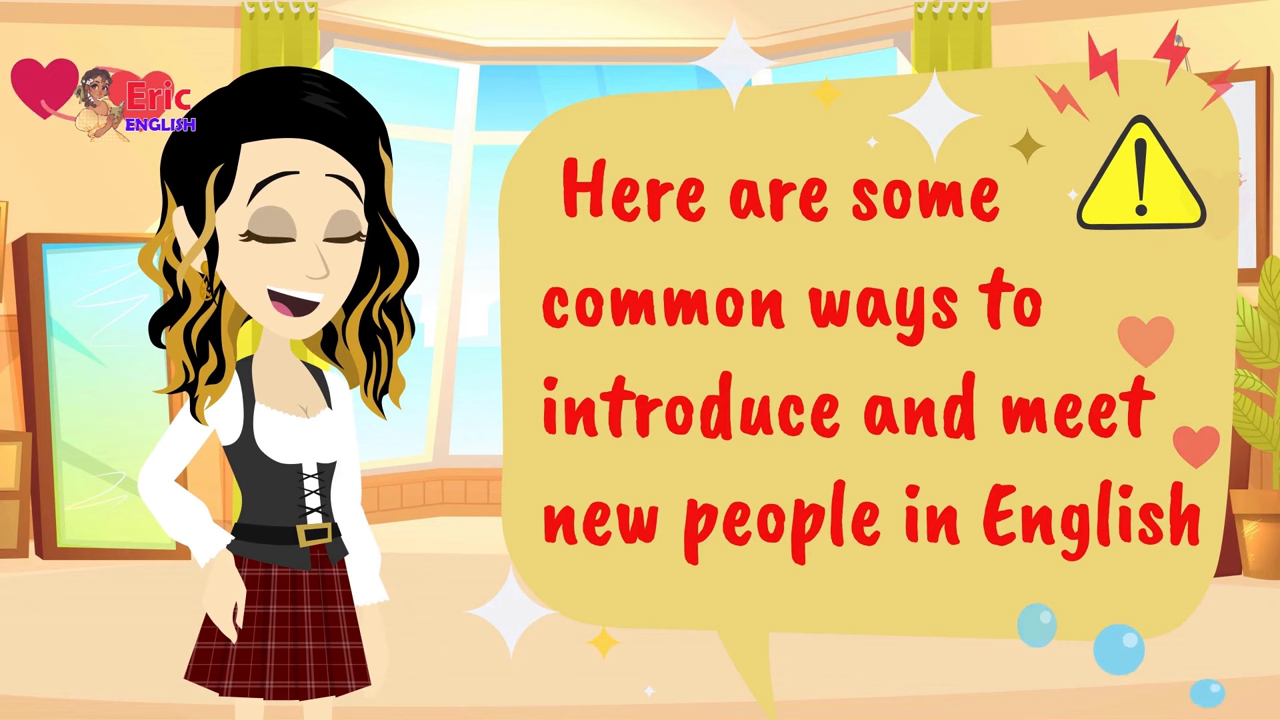 Eric
ENGLISH
Here are some
common ways to
introduce and meet
new people in English